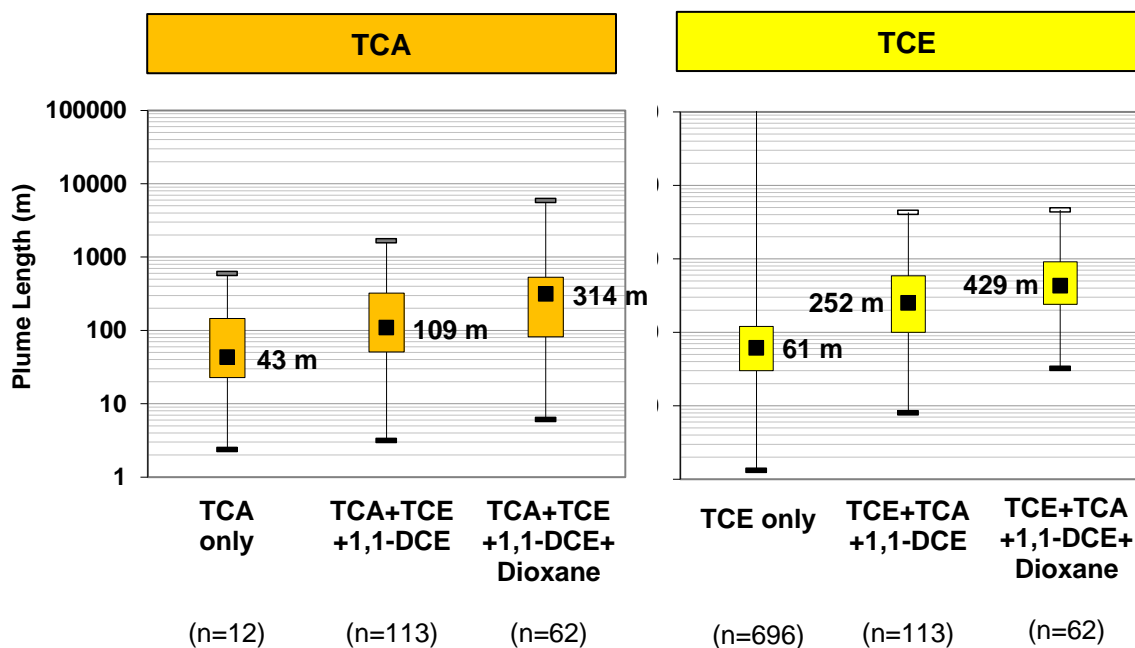 TCA
TCE
Plume Length (m)
100000
10000
1000
100
10
1
43 m
109 m
314 m
61 m
252 m
429 m
TCA
only
TCA+TCE
+1,1-DCE
TCA+TCE
+1,1-DCE+
Dioxane
TCE only
TCE+TCA
+1,1-DCE
TCE+TCA
+1,1-DCE+
Dioxane
(n=12)
(n=113)
(n=62)
(n=696)
(n=113)
(n=62)